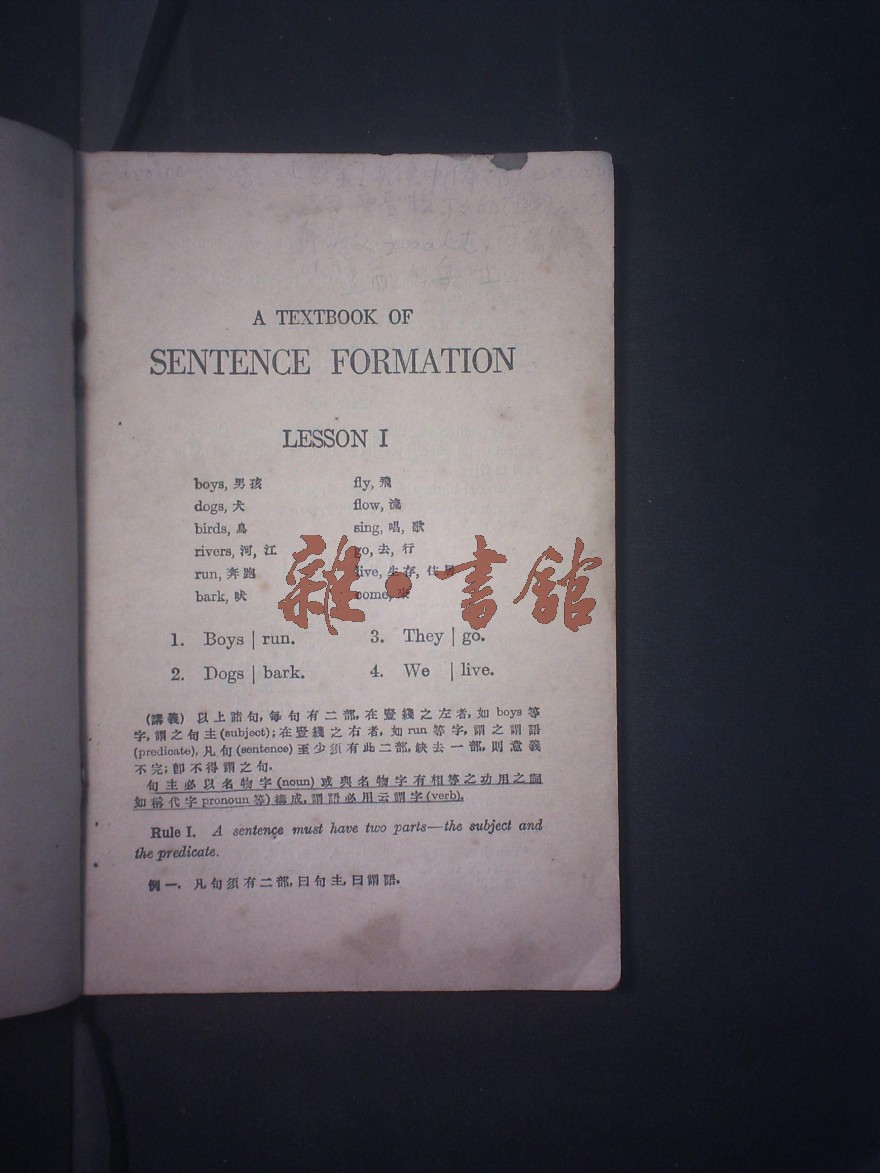 A TEXTBOOK OF
SENTENCE FORMATION
LESSON I
boys, 男孩
dogs, 犬
birds, 鳥
rivers, 河, 江
run, 奔跑
bark, 吠
fly, 飛
flow, 流
sing, 唱, 歌
go, 去, 行
live, 生存, 住
come, 來
雜·書館
1. Boys | run.
2. Dogs | bark.
3. They | go.
4. We | live.
(講義) 以上諸句, 每句有二部, 在豎綫之左者, 如 boys 等
字, 謂之句主 (subject); 在豎綫之右者, 如 run 等字, 謂之謂語
(predicate), 凡句 (sentence) 至少須有此二部, 缺去一部, 則意義
不完; 卽不得謂之句.
句主必以名物字 (noun) 或與名物字有相等之功用之詞
如稱代字 pronoun 等) 構成, 謂語必用云謂字 (verb).
Rule I. A sentence must have two parts—the subject and
the predicate.
例一. 凡句須有二部, 曰句主, 曰謂語.